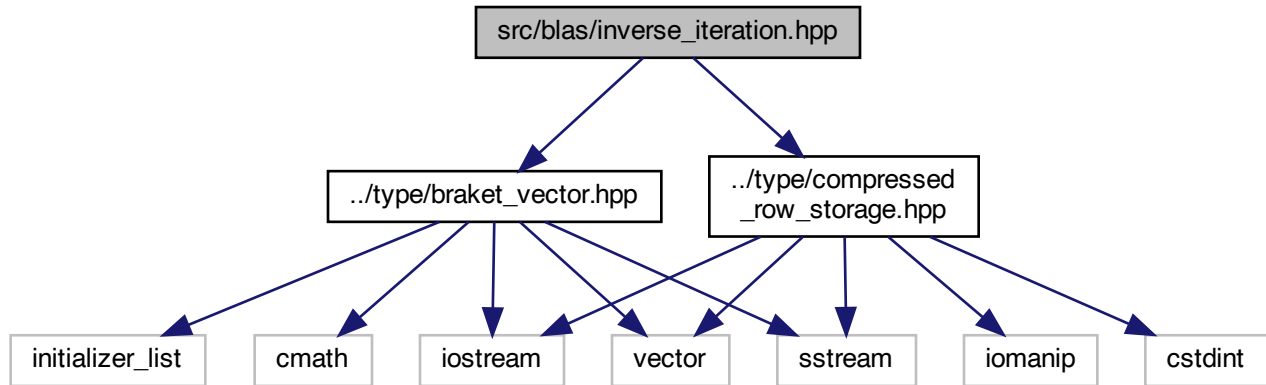 src/blas/inverse_iteration.hpp
../type/braket_vector.hpp
../type/compressed
_row_storage.hpp
initializer_list
cmath
iostream
vector
sstream
iomanip
cstdint